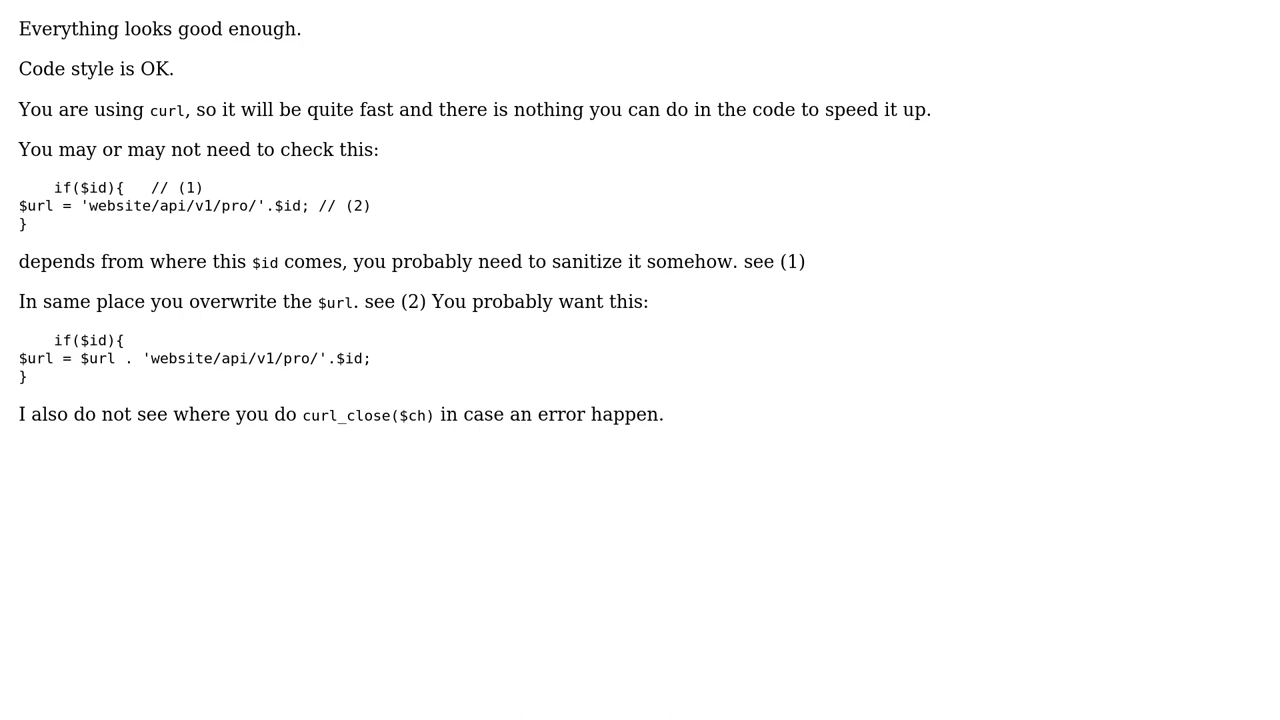 Everything looks good enough.
Code style is OK.
You are using curl, so it will be quite fast and there is nothing you can do in the code to speed it up.
You may or may not need to check this:
    if($id){   // (1)
$url = 'website/api/v1/pro/'.$id; // (2)
}
depends from where this $id comes, you probably need to sanitize it somehow. see (1)
In same place you overwrite the $url. see (2) You probably want this:
    if($id){
$url = $url . 'website/api/v1/pro/'.$id;
}
I also do not see where you do curl_close($ch) in case an error happen.